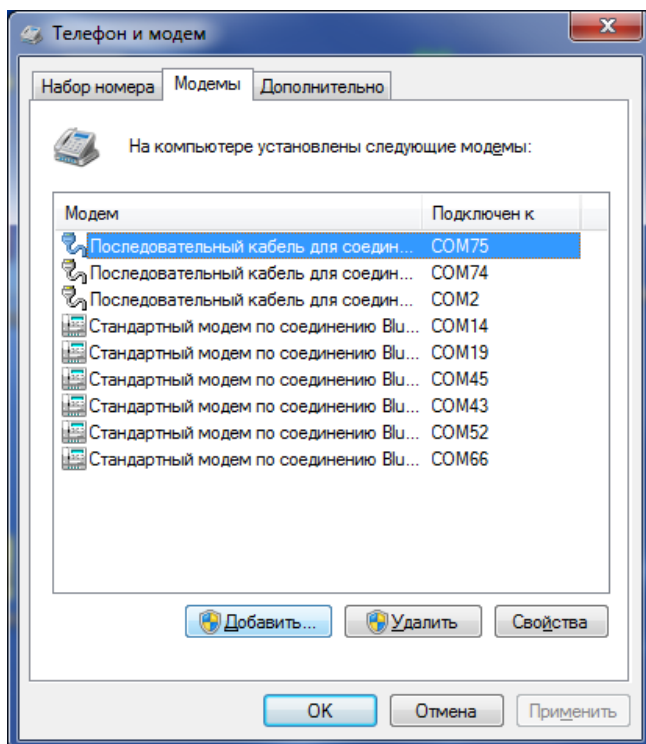 Телефон и модем
Набор номера Модемы Дополнительно
На компьютере установлены следующие модемы:
Модем Подключен к
Последовательный кабель для соедин... COM75
Последовательный кабель для соедин... COM74
Последовательный кабель для соедин... COM2
Стандартный модем по соединению Blu... COM14
Стандартный модем по соединению Blu... COM19
Стандартный модем по соединению Blu... COM45
Стандартный модем по соединению Blu... COM43
Стандартный модем по соединению Blu... COM52
Стандартный модем по соединению Blu... COM66
Добавить... Удалить Свойства
OK Отмена Применить